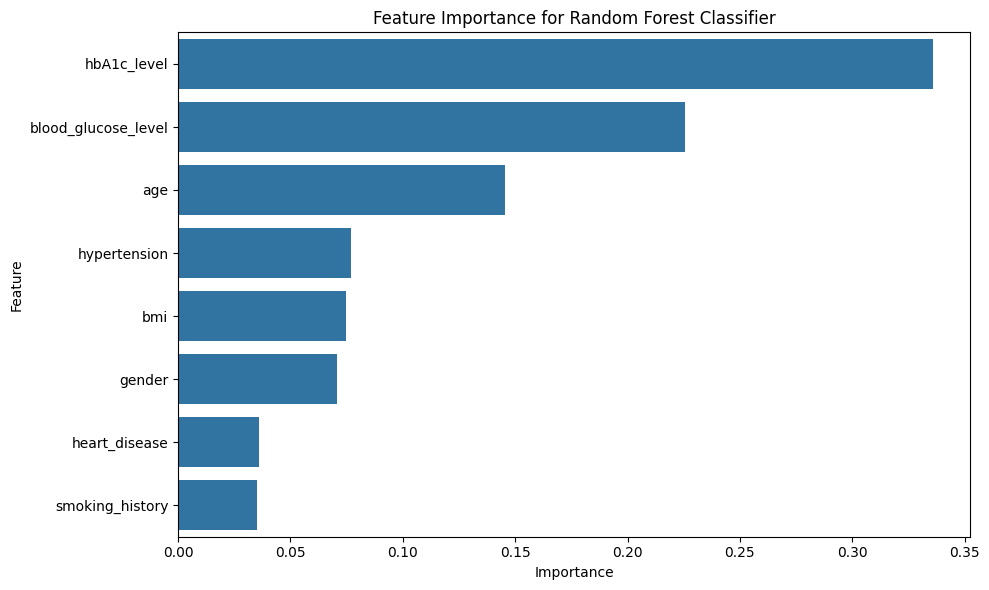 Feature Importance for Random Forest Classifier
hbA1c_level
blood_glucose_level
age
hypertension
bmi
gender
heart_disease
smoking_history
Feature
0.00 0.05 0.10 0.15 0.20 0.25 0.30 0.35
Importance